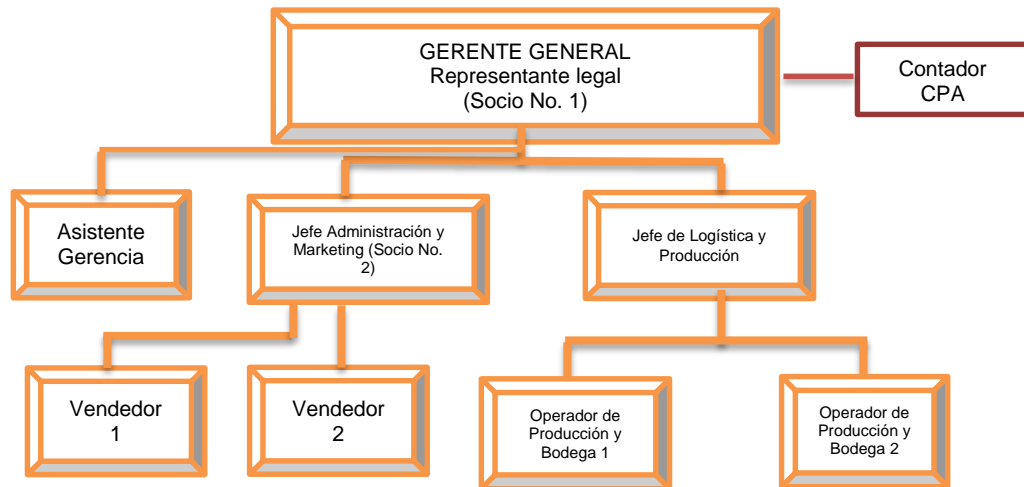 GERENTE GENERAL
Representante legal
(Socio No. 1)
Contador
CPA
Asistente
Gerencia
Jefe Administración y
Marketing (Socio No.
2)
Jefe de Logística y
Producción
Vendedor
1
Vendedor
2
Operador de
Producción y
Bodega 1
Operador de
Producción y
Bodega 2